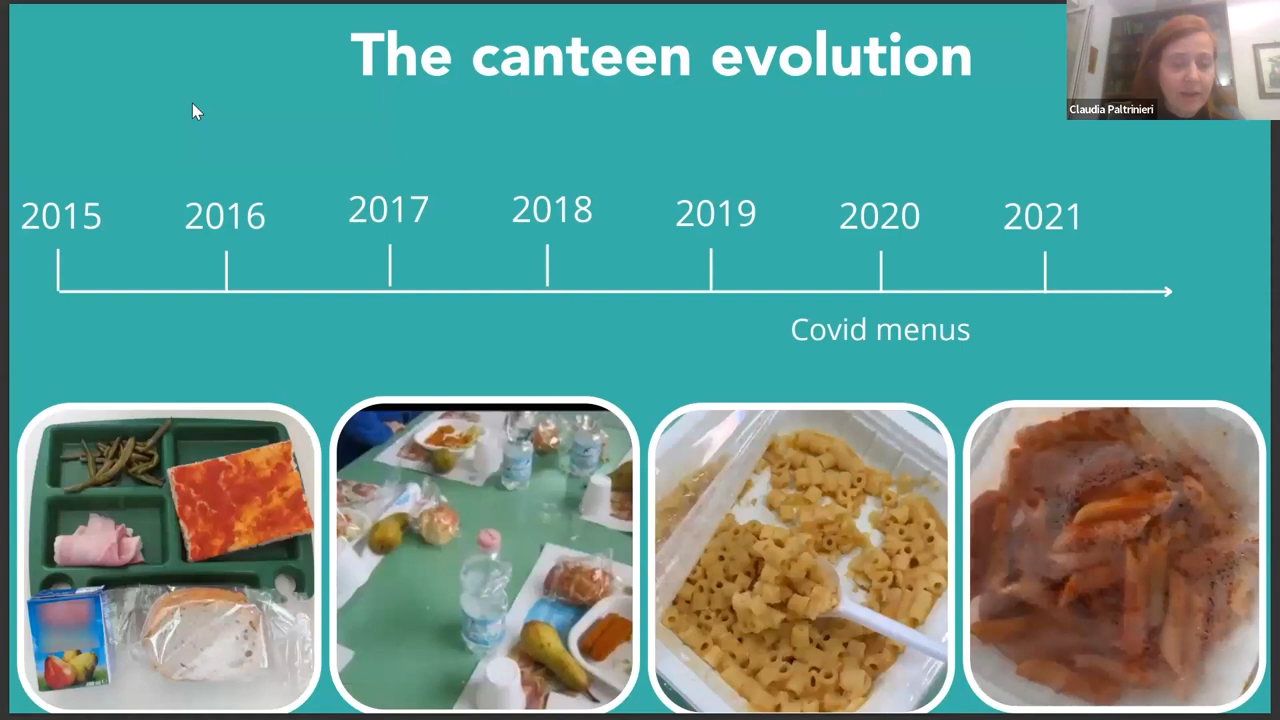 The canteen evolution
Claudia Paltrinieri
2015 2016 2017 2018 2019 2020 2021
Covid menus